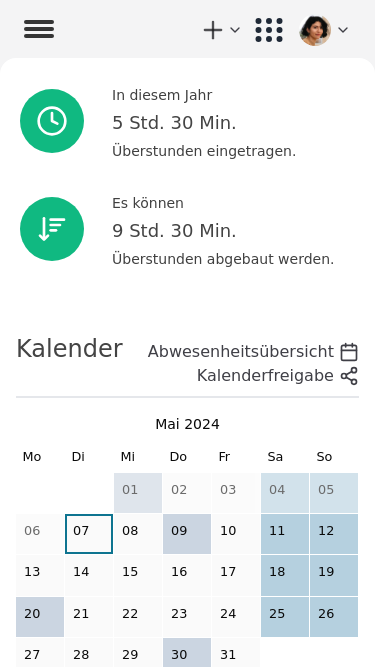 In diesem Jahr
5 Std. 30 Min.
Überstunden eingetragen.
Es können
9 Std. 30 Min.
Überstunden abgebaut werden.
Kalender
Abwesenheitsübersicht
Kalenderfreigabe
Mai 2024
Mo Di Mi Do Fr Sa So
01 02 03 04 05
06 07 08 09 10 11 12
13 14 15 16 17 18 19
20 21 22 23 24 25 26
27 28 29 30 31